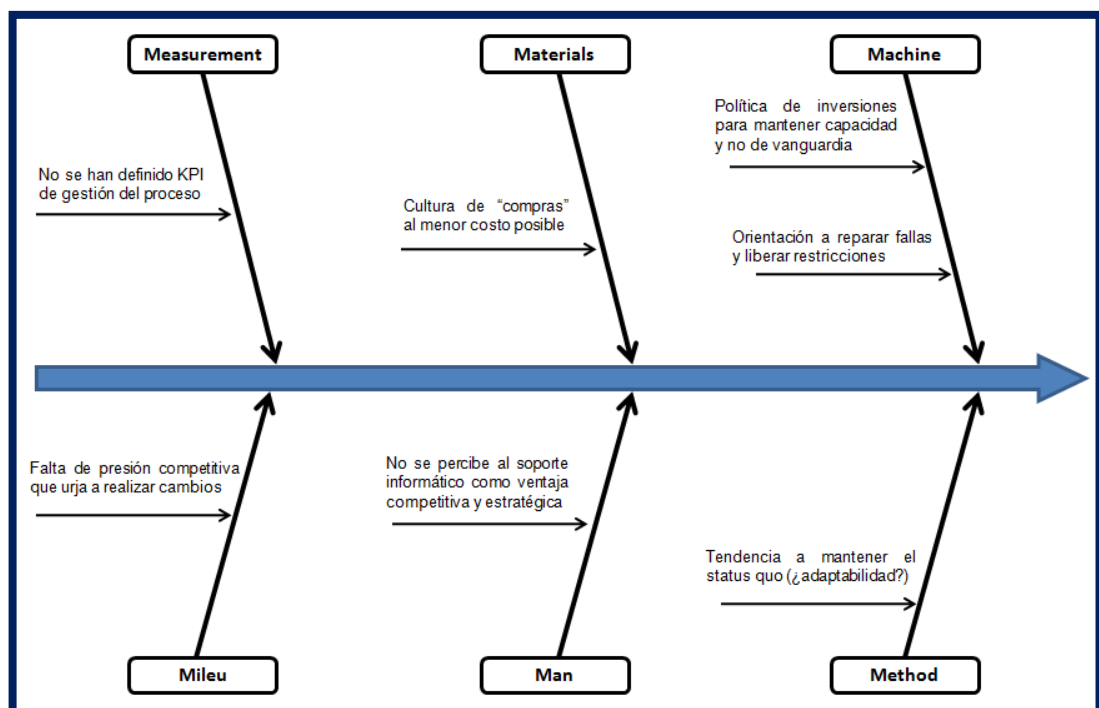 Measurement
Materials
Machine
Política de inversiones
para mantener capacidad
y no de vanguardia
No se han definido KPI
de gestión del proceso
Cultura de “compras”
al menor costo posible
Orientación a reparar fallas
y liberar restricciones
Falta de presión competitiva
que urja a realizar cambios
No se percibe al soporte
informático como ventaja
competitiva y estratégica
Tendencia a mantener el
status quo (¿adaptabilidad?)
Mileu
Man
Method